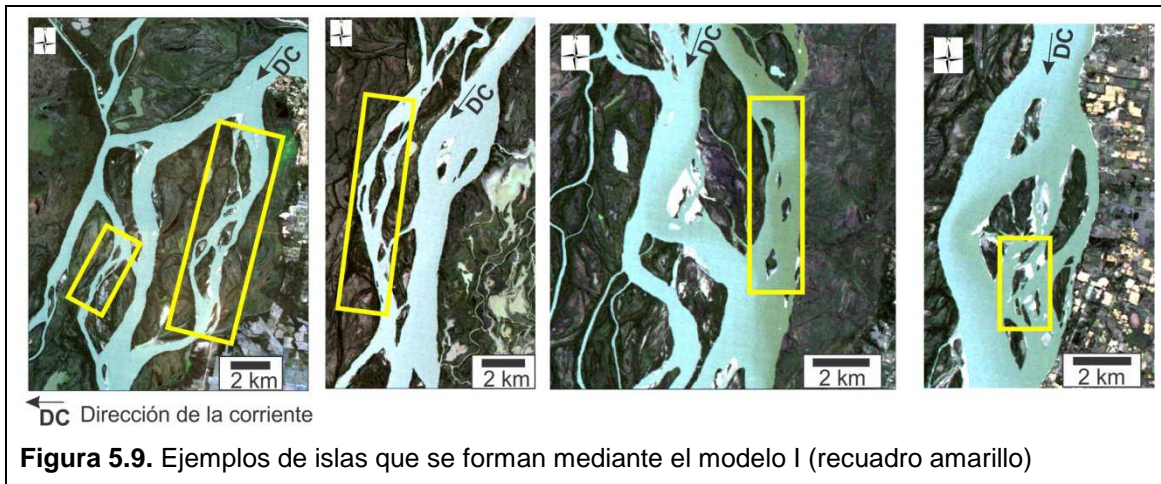 DC
DC
DC
DC
2 km
2 km
2 km
2 km
DC Dirección de la corriente
Figura 5.9. Ejemplos de islas que se forman mediante el modelo I (recuadro amarillo)